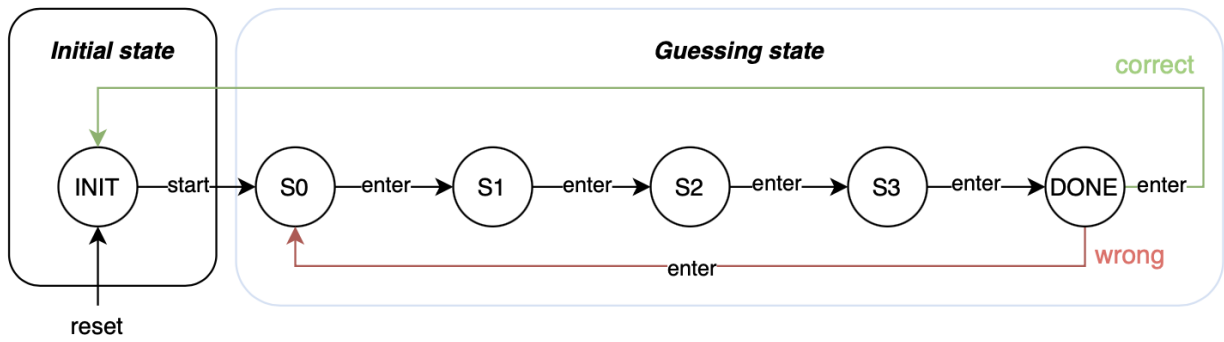 Initial state
Guessing state
correct
INIT
start
S0
enter
S1
enter
S2
enter
S3
enter
DONE
enter
wrong
enter
reset